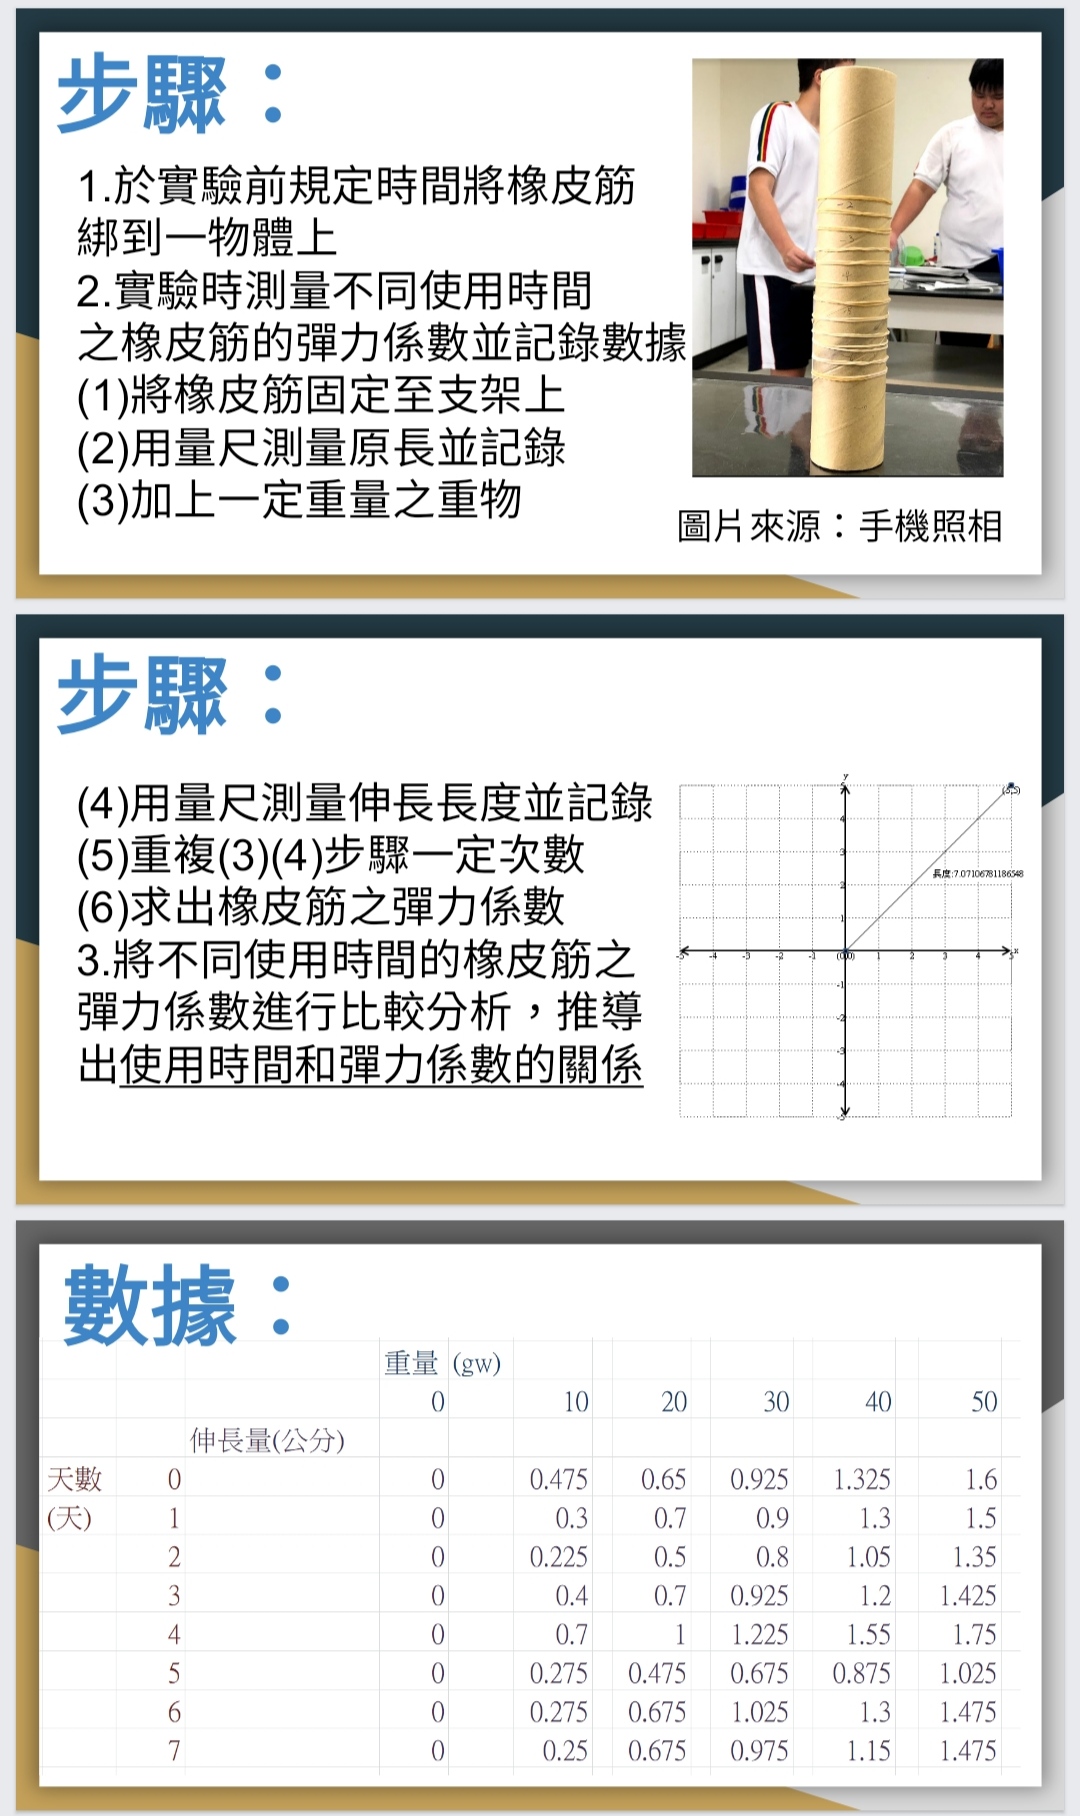 步驟：
1.於實驗前規定時間將橡皮筋
綁到一物體上
2.實驗時測量不同使用時間
之橡皮筋的彈力係數並記錄數據
(1)將橡皮筋固定至支架上
(2)用量尺測量原長並記錄
(3)加上一定重量之重物
圖片來源：手機照相
步驟：
(4)用量尺測量伸長長度並記錄
(5)重複(3)(4)步驟一定次數
(6)求出橡皮筋之彈力係數
3.將不同使用時間的橡皮筋之
彈力係數進行比較分析，推導
出使用時間和彈力係數的關係
y
(5,5)
4
3
長度:7.07106781186548
2
1
-5 -4 -3 -2 -1 (0,0) 1 2 3 4 5 x
-1
-2
-3
-4
-5
數據：
重量 (gw)
0 10 20 30 40 50
伸長量(公分)
天數 0 0 0.475 0.65 0.925 1.325 1.6
(天) 1 0 0.3 0.7 0.9 1.3 1.5
2 0 0.225 0.5 0.8 1.05 1.35
3 0 0.4 0.7 0.925 1.2 1.425
4 0 0.7 1 1.225 1.55 1.75
5 0 0.275 0.475 0.675 0.875 1.025
6 0 0.275 0.675 1.025 1.3 1.475
7 0 0.25 0.675 0.975 1.15 1.475